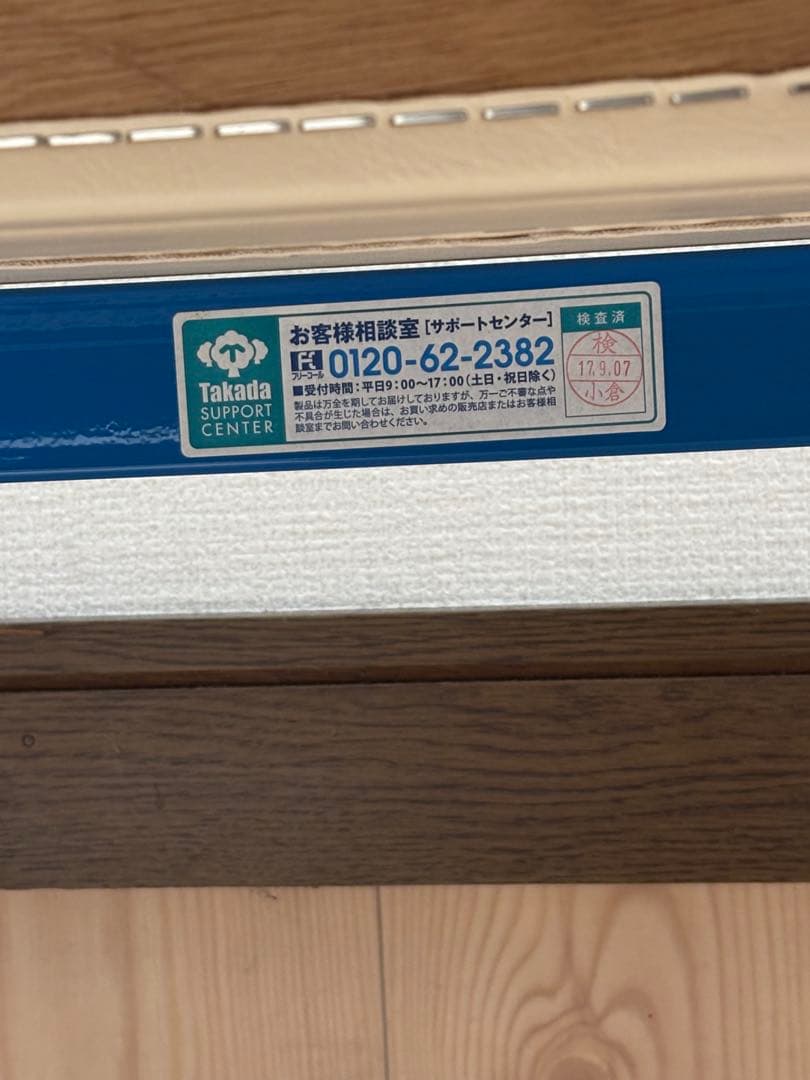 Takada
SUPPORT
CENTER
お客様相談室[サポートセンター]
フリーコール 0120-62-2382
■受付時間:平日9:00〜17:00(土日・祝日除く)
製品は万全を期してお届けしておりますが、万一ご不審な点や
不具合が生じた場合は、お買い求めの販売店またはお客様相
談室までお問い合わせください。
検査済
検
17.9.07
小倉